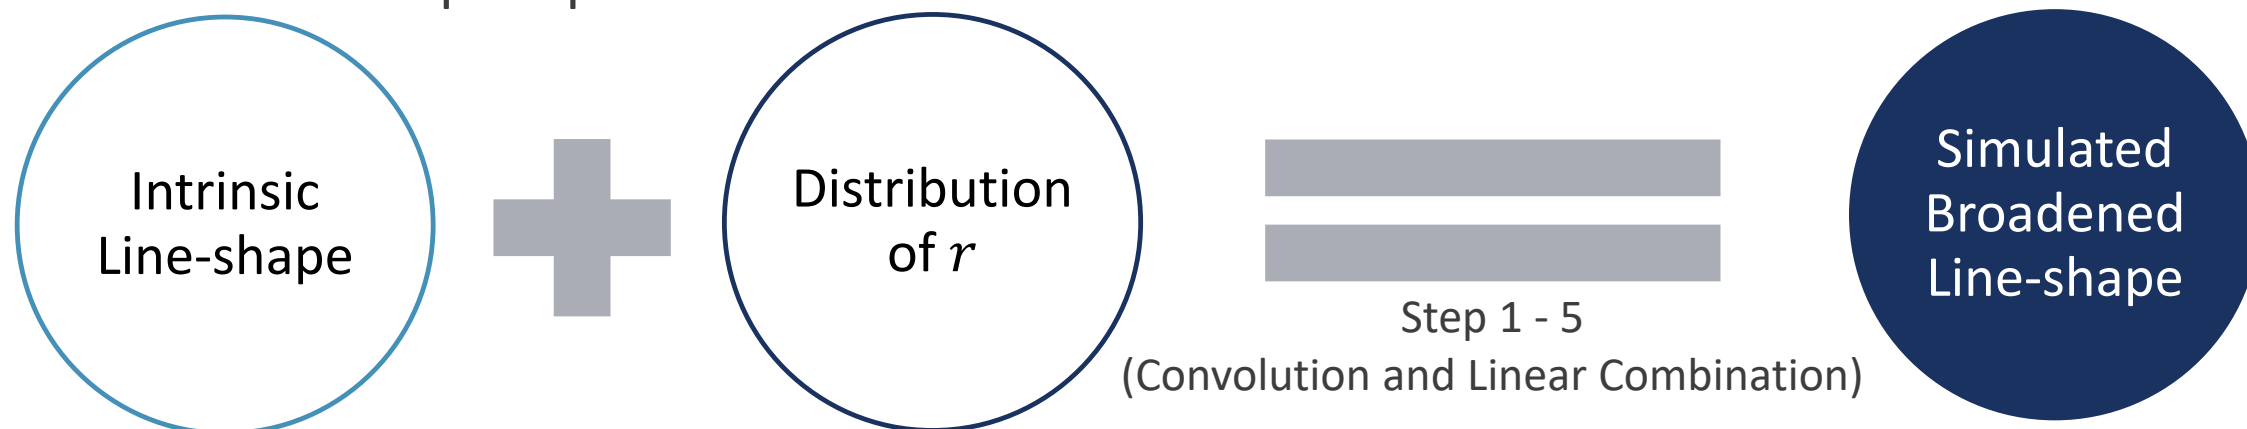 Intrinsic
Line-shape
Distribution
of r
Step 1 - 5
(Convolution and Linear Combination)
Simulated
Broadened
Line-shape